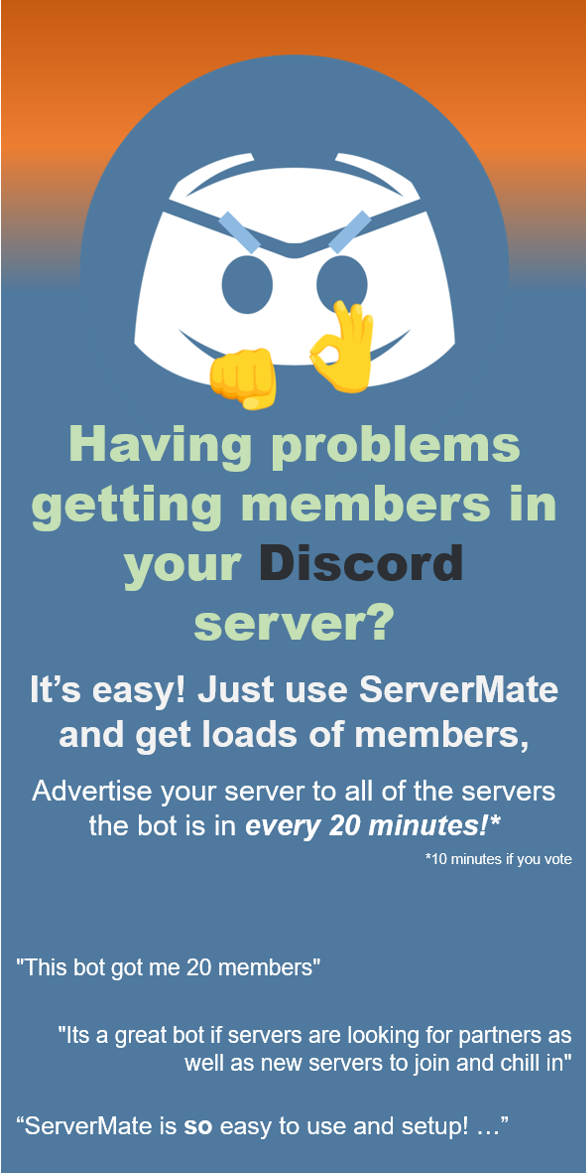 Having problems
getting members in
your Discord
server?
It’s easy! Just use ServerMate
and get loads of members,
Advertise your server to all of the servers
the bot is in every 20 minutes!*
*10 minutes if you vote
"This bot got me 20 members"
"Its a great bot if servers are looking for partners as
well as new servers to join and chill in"
“ServerMate is so easy to use and setup! …”